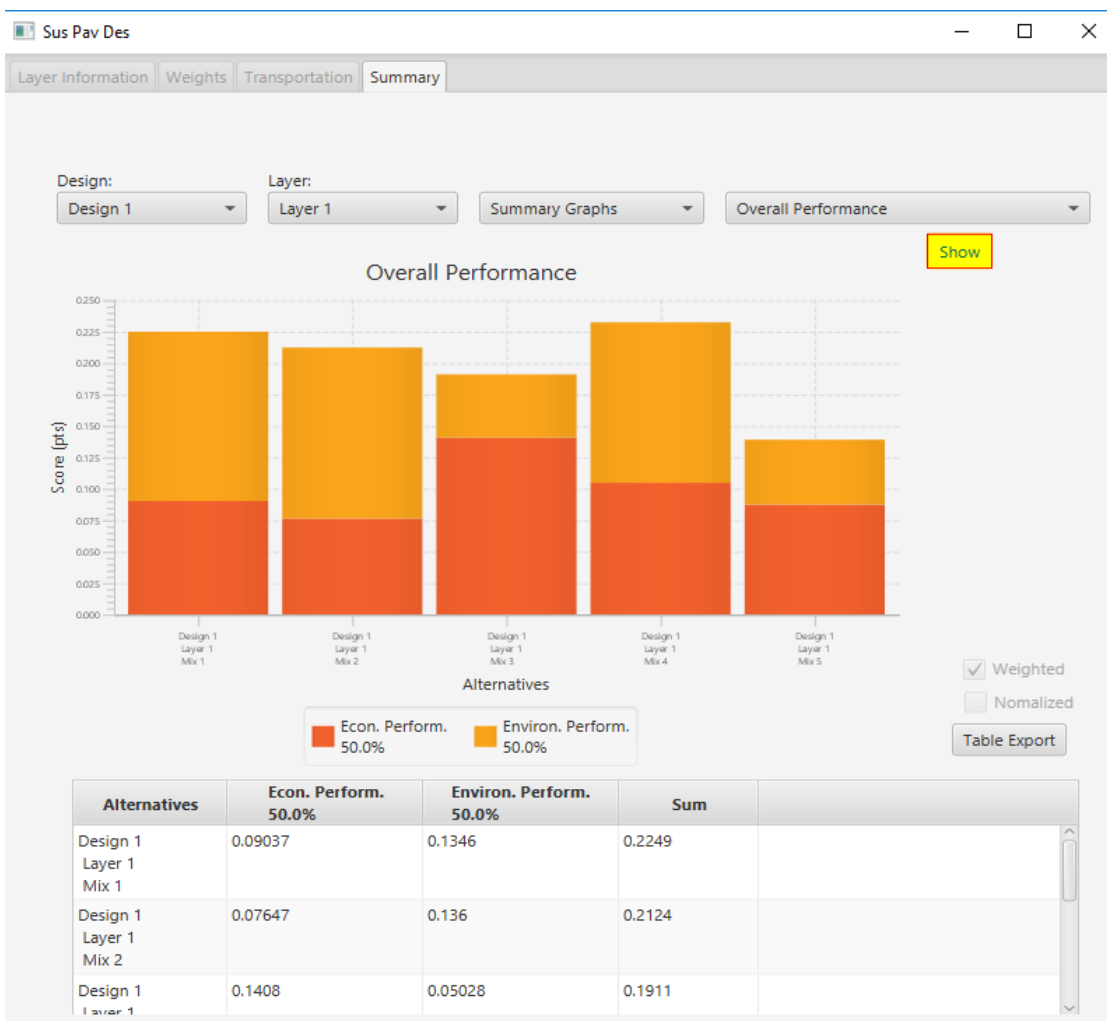 Sus Pav Des
Layer Information Weights Transportation Summary
Design: Layer:
Design 1 Layer 1 Summary Graphs Overall Performance
Show
Overall Performance
0.250
0.225
0.200
0.175
0.150
0.125
0.100
0.075
0.050
0.025
0.000
Score (pts)
Design 1 Design 1 Design 1 Design 1 Design 1
Layer 1 Layer 1 Layer 1 Layer 1 Layer 1
Mix 1 Mix 2 Mix 3 Mix 4 Mix 5
Alternatives
Weighted
Nomalized
Econ. Perform. Environ. Perform.
50.0% 50.0%
Table Export
Alternatives Econ. Perform. Environ. Perform. Sum
50.0% 50.0%
Design 1 0.09037 0.1346 0.2249
Layer 1
Mix 1
Design 1 0.07647 0.136 0.2124
Layer 1
Mix 2
Design 1 0.1408 0.05028 0.1911
Layer 1